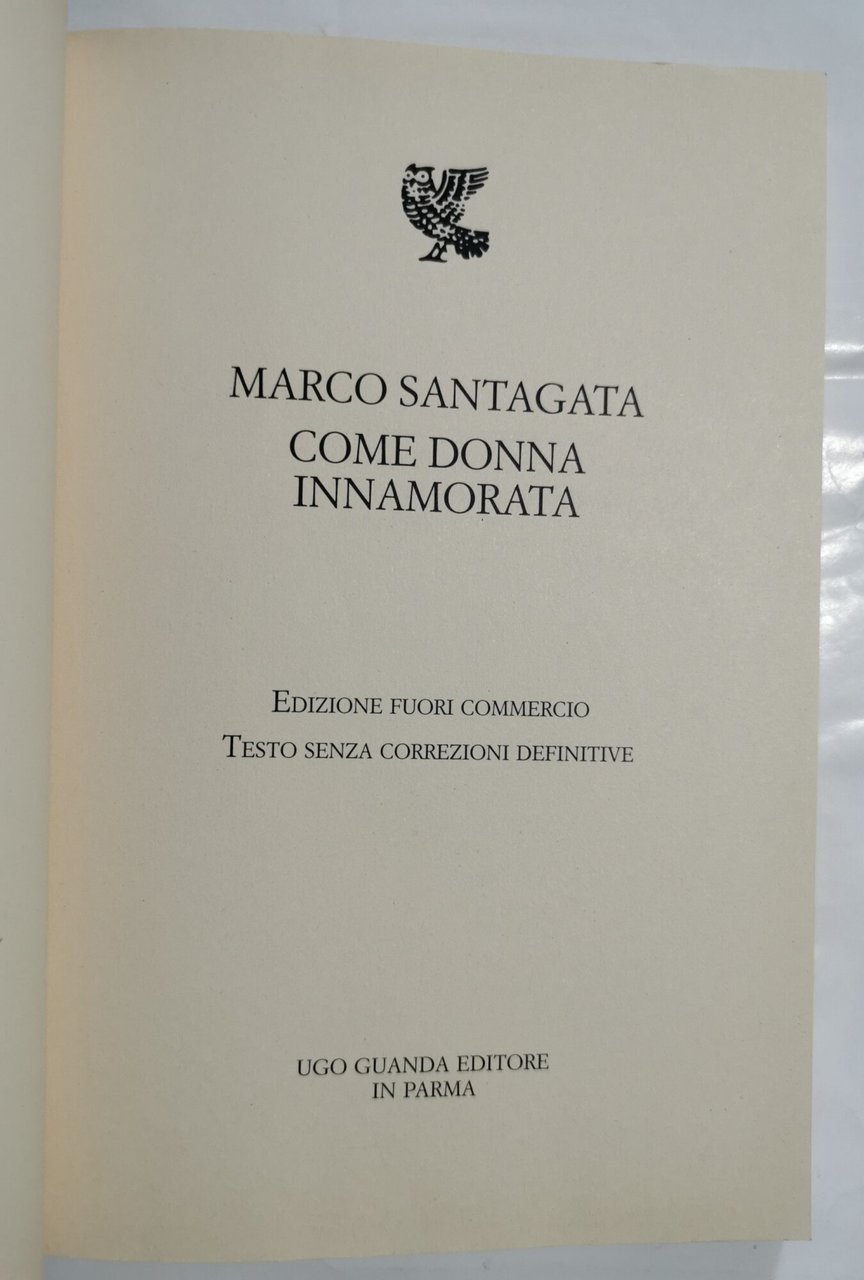 MARCO SANTAGATA
COME DONNA
INNAMORATA
EDIZIONE FUORI COMMERCIO
TESTO SENZA CORREZIONI DEFINITIVE
UGO GUANDA EDITORE
IN PARMA